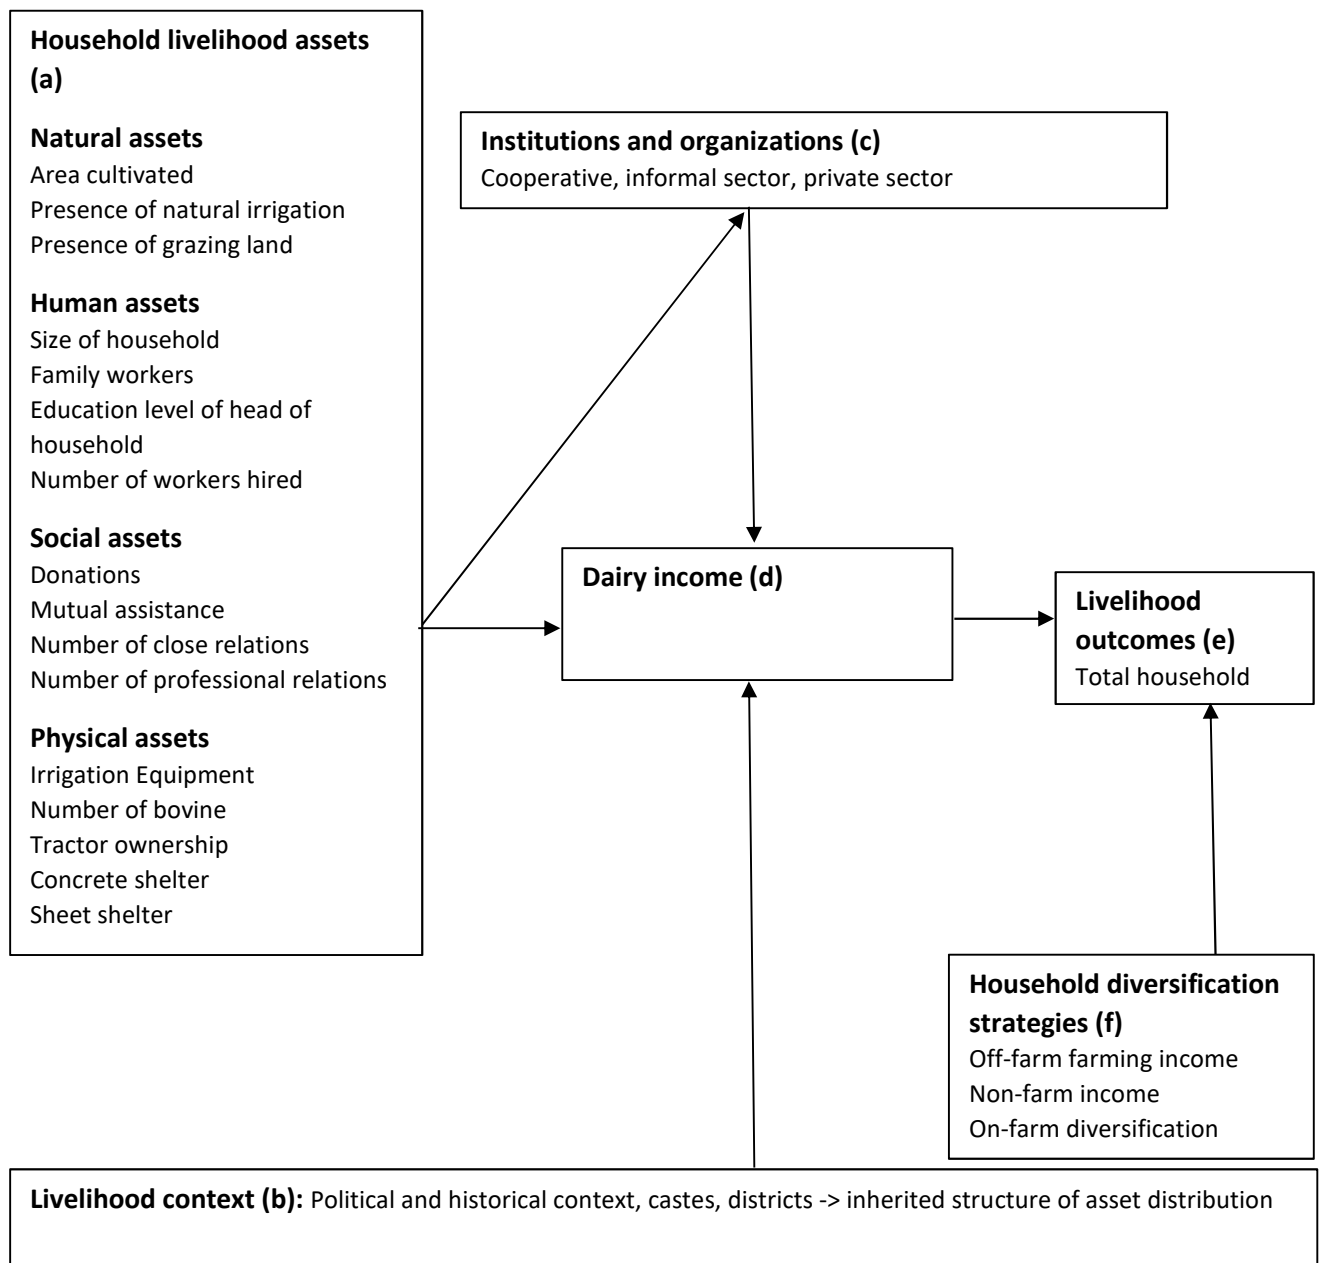 Household livelihood assets
(a)
Natural assets
Area cultivated
Presence of natural irrigation
Presence of grazing land
Human assets
Size of household
Family workers
Education level of head of
household
Number of workers hired
Social assets
Donations
Mutual assistance
Number of close relations
Number of professional relations
Physical assets
Irrigation Equipment
Number of bovine
Tractor ownership
Concrete shelter
Sheet shelter
Institutions and organizations (c)
Cooperative, informal sector, private sector
Dairy income (d)
Livelihood
outcomes (e)
Total household
Household diversification
strategies (f)
Off-farm farming income
Non-farm income
On-farm diversification
Livelihood context (b): Political and historical context, castes, districts -> inherited structure of asset distribution